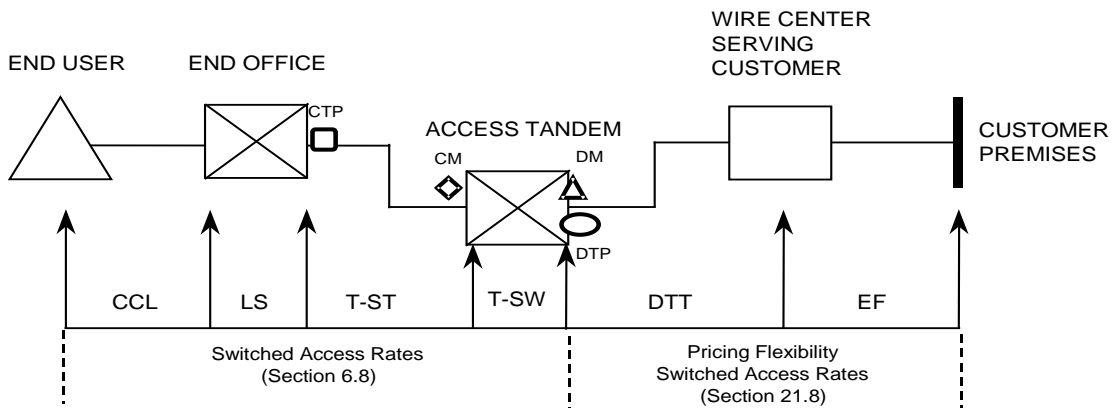 WIRE CENTER
SERVING
CUSTOMER
END USER
END OFFICE
CTP
ACCESS TANDEM
CM
DM
CUSTOMER
PREMISES
DTP
CCL
LS
T-ST
T-SW
DTT
EF
Switched Access Rates
(Section 6.8)
Pricing Flexibility
Switched Access Rates
(Section 21.8)